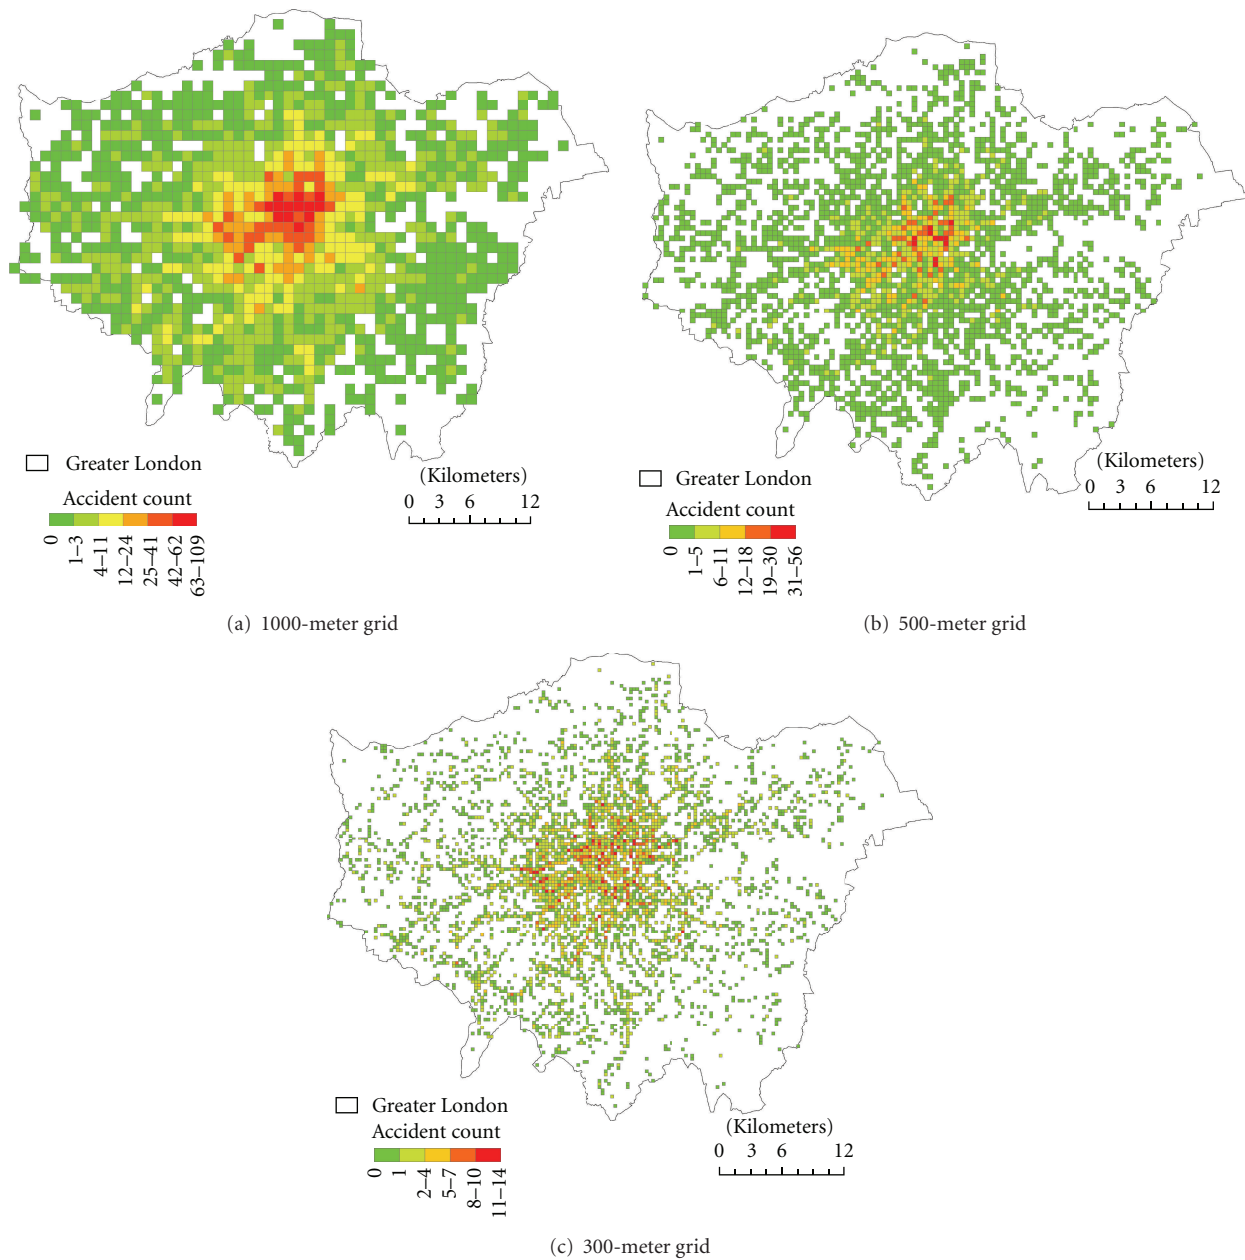 Greater London
Accident count
0
1–3
4–11
12–24
25–41
42–62
63–109
(Kilometers)
0 3 6 12
(a) 1000-meter grid
Greater London
Accident count
0
1–5
6–11
12–18
19–30
31–56
(Kilometers)
0 3 6 12
(b) 500-meter grid
Greater London
Accident count
0
1
2–4
5–7
8–10
11–14
(Kilometers)
0 3 6 12
(c) 300-meter grid